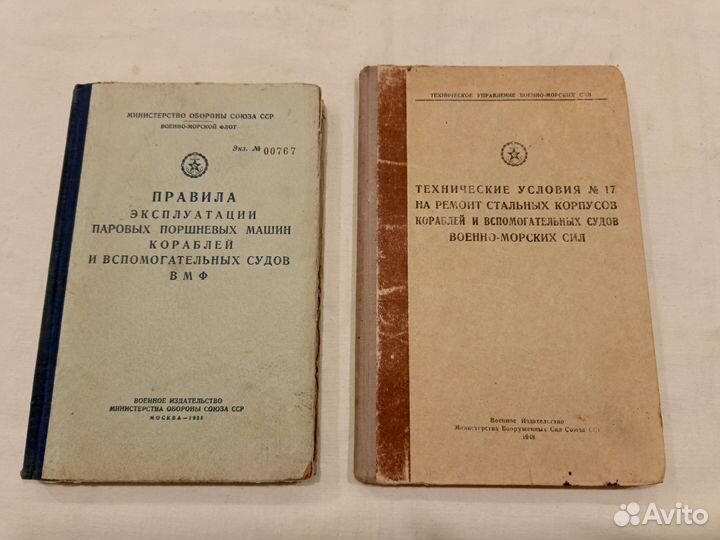 МИНИСТЕРСТВО ОБОРОНЫ СОЮЗА ССР
ВОЕННО-МОРСКОЙ ФЛОТ
Экз. № 00767
ПРАВИЛА
ЭКСПЛУАТАЦИИ
ПАРОВЫХ ПОРШНЕВЫХ МАШИН
КОРАБЛЕЙ
И ВСПОМОГАТЕЛЬНЫХ СУДОВ
ВМФ
ВОЕННОЕ ИЗДАТЕЛЬСТВО
МИНИСТЕРСТВА ОБОРОНЫ СОЮЗА ССР
МОСКВА—
ТЕХНИЧЕСКОЕ УПРАВЛЕНИЕ ВОЕННО-МОРСКИХ СИЛ
ТЕХНИЧЕСКИЕ УСЛОВИЯ № 17
НА РЕМОНТ СТАЛЬНЫХ КОРПУСОВ
КОРАБЛЕЙ И ВСПОМОГАТЕЛЬНЫХ СУДОВ
ВОЕННО-МОРСКИХ СИЛ
Военное Издательство
Министерства Вооруженных Сил Союза ССР
1948
Avito